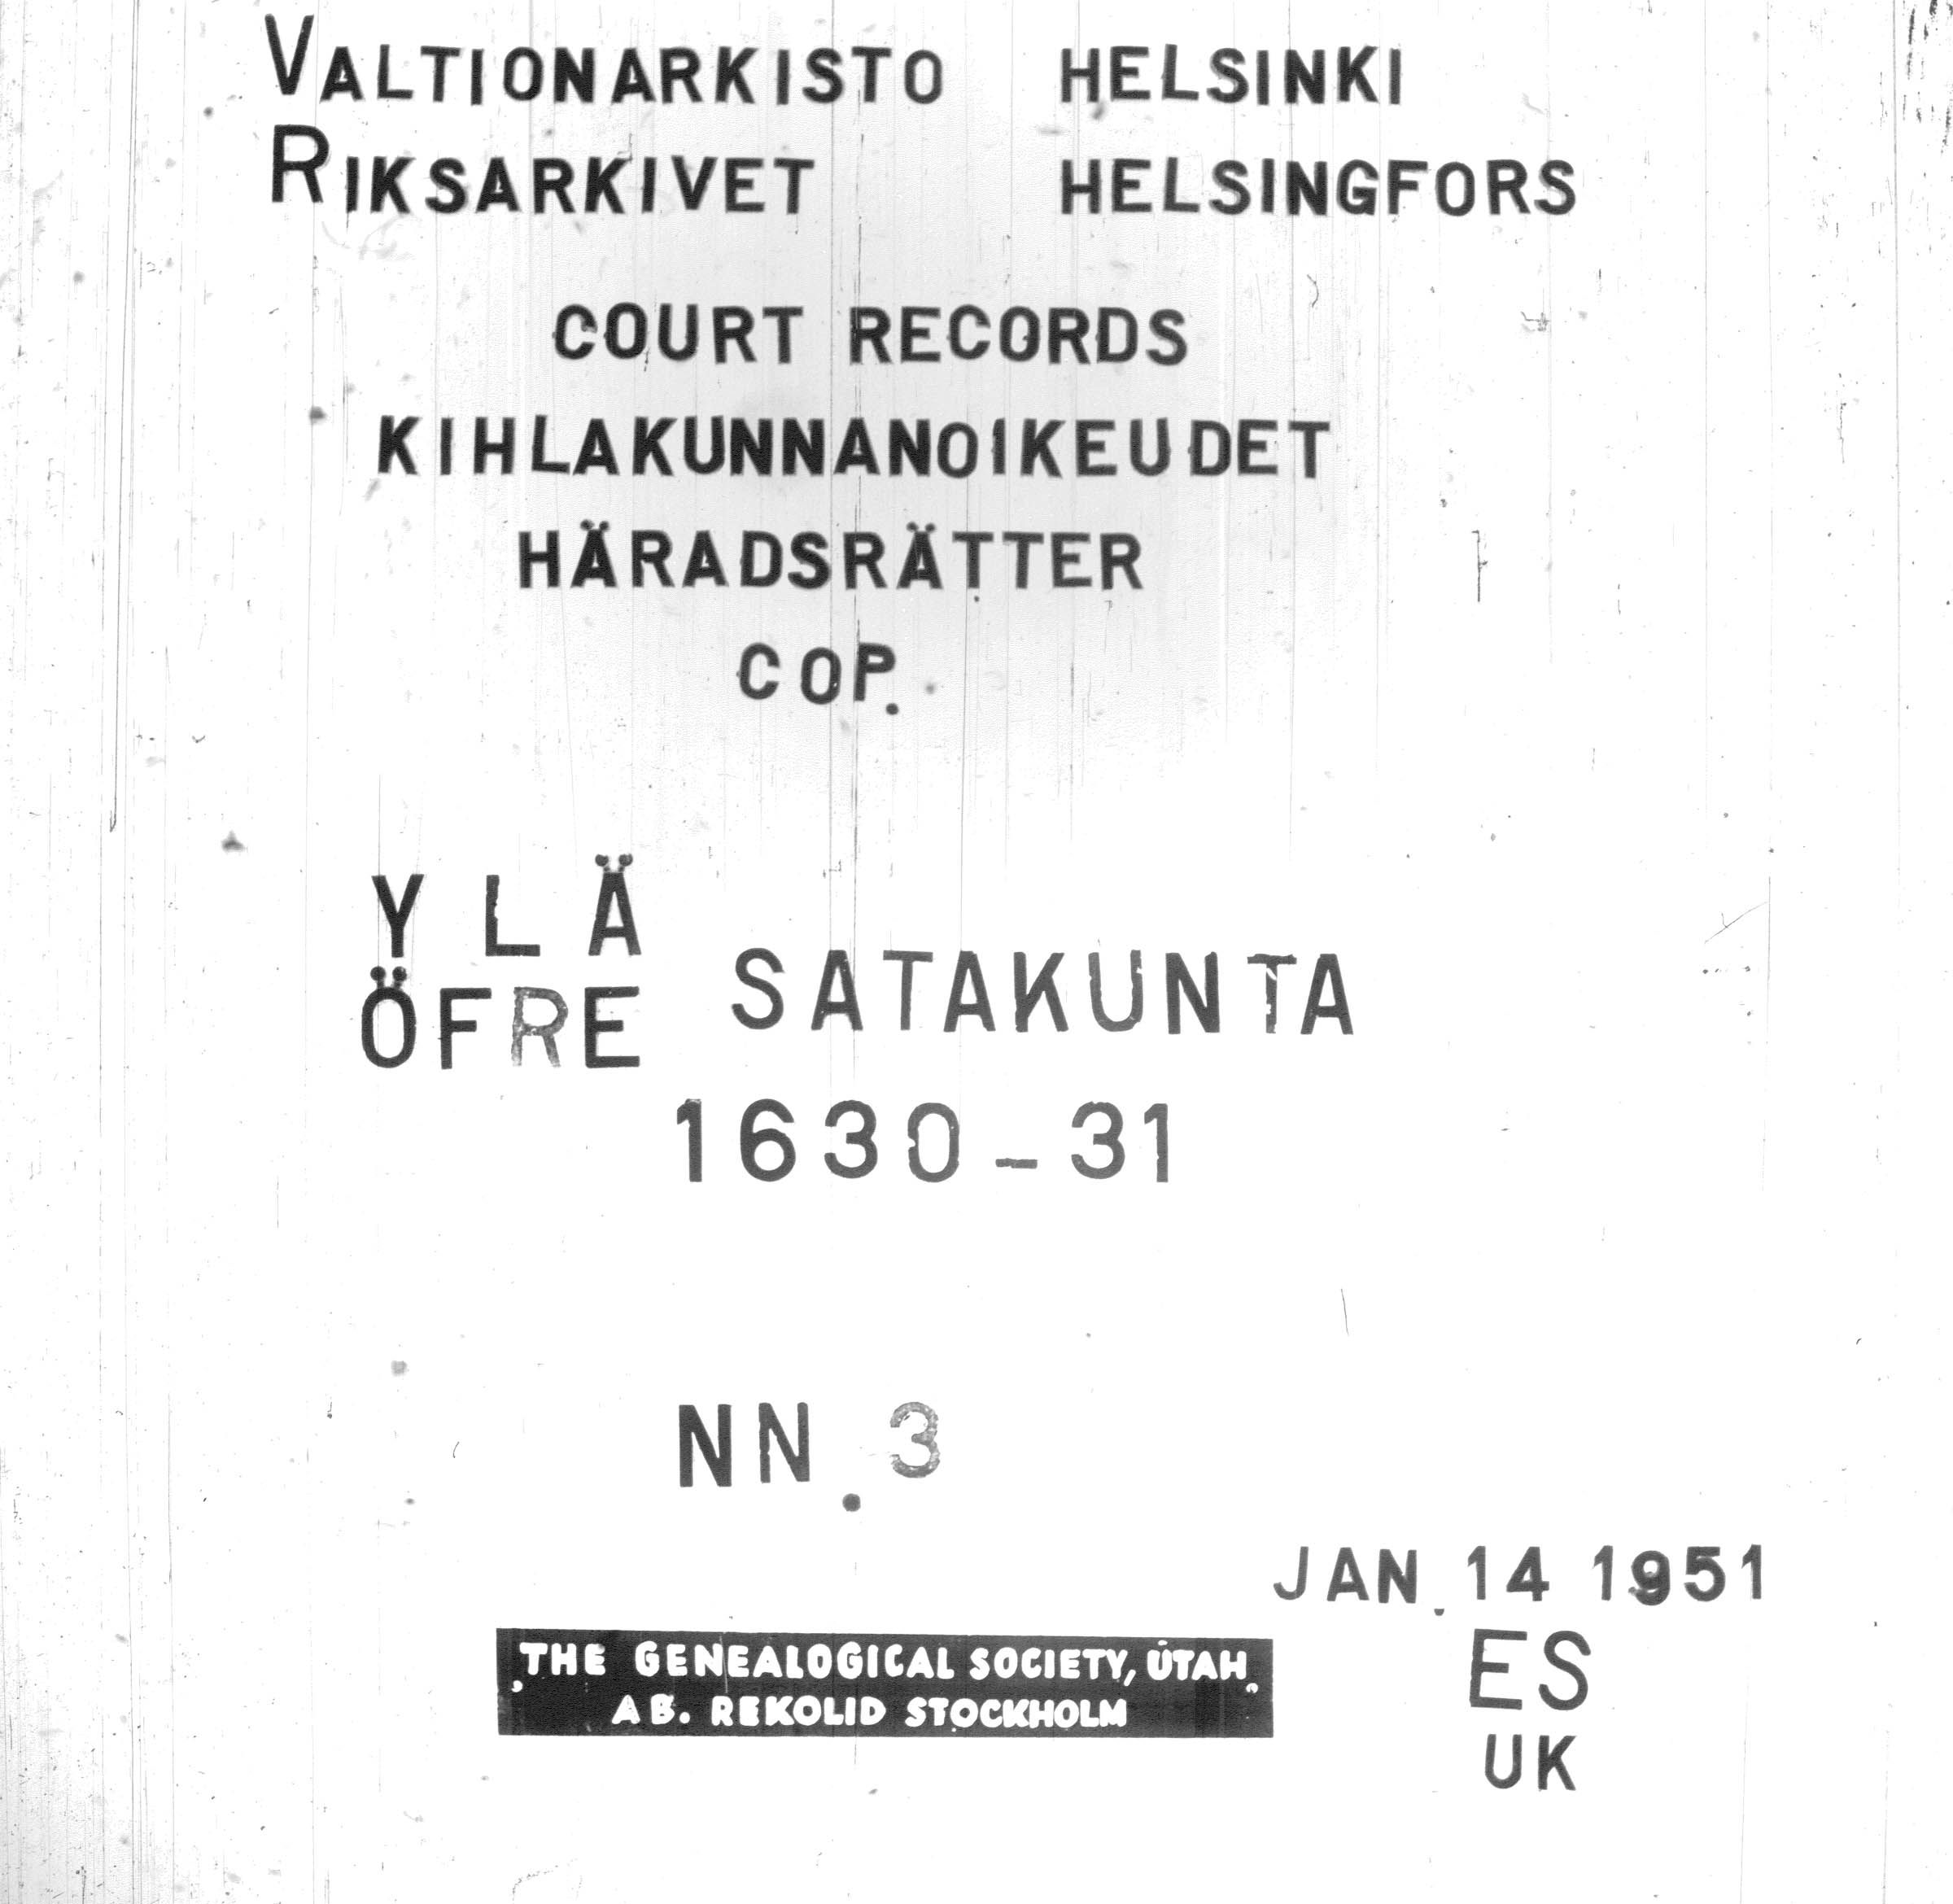 VALTIONARKISTO HELSINKI
RIKSARKIVET HELSINGFORS
COURT RECORDS
KIHLAKUNNANOIKEUDET
HÄRADSRÄTTER
COP.
YLÄ
ÖFRE SATAKUNTA
1630-31
NN. 3
JAN. 14 1951
"THE GENEALOGICAL SOCIETY, UTAH"
AB. REKOLID STOCKHOLM
ES
UK